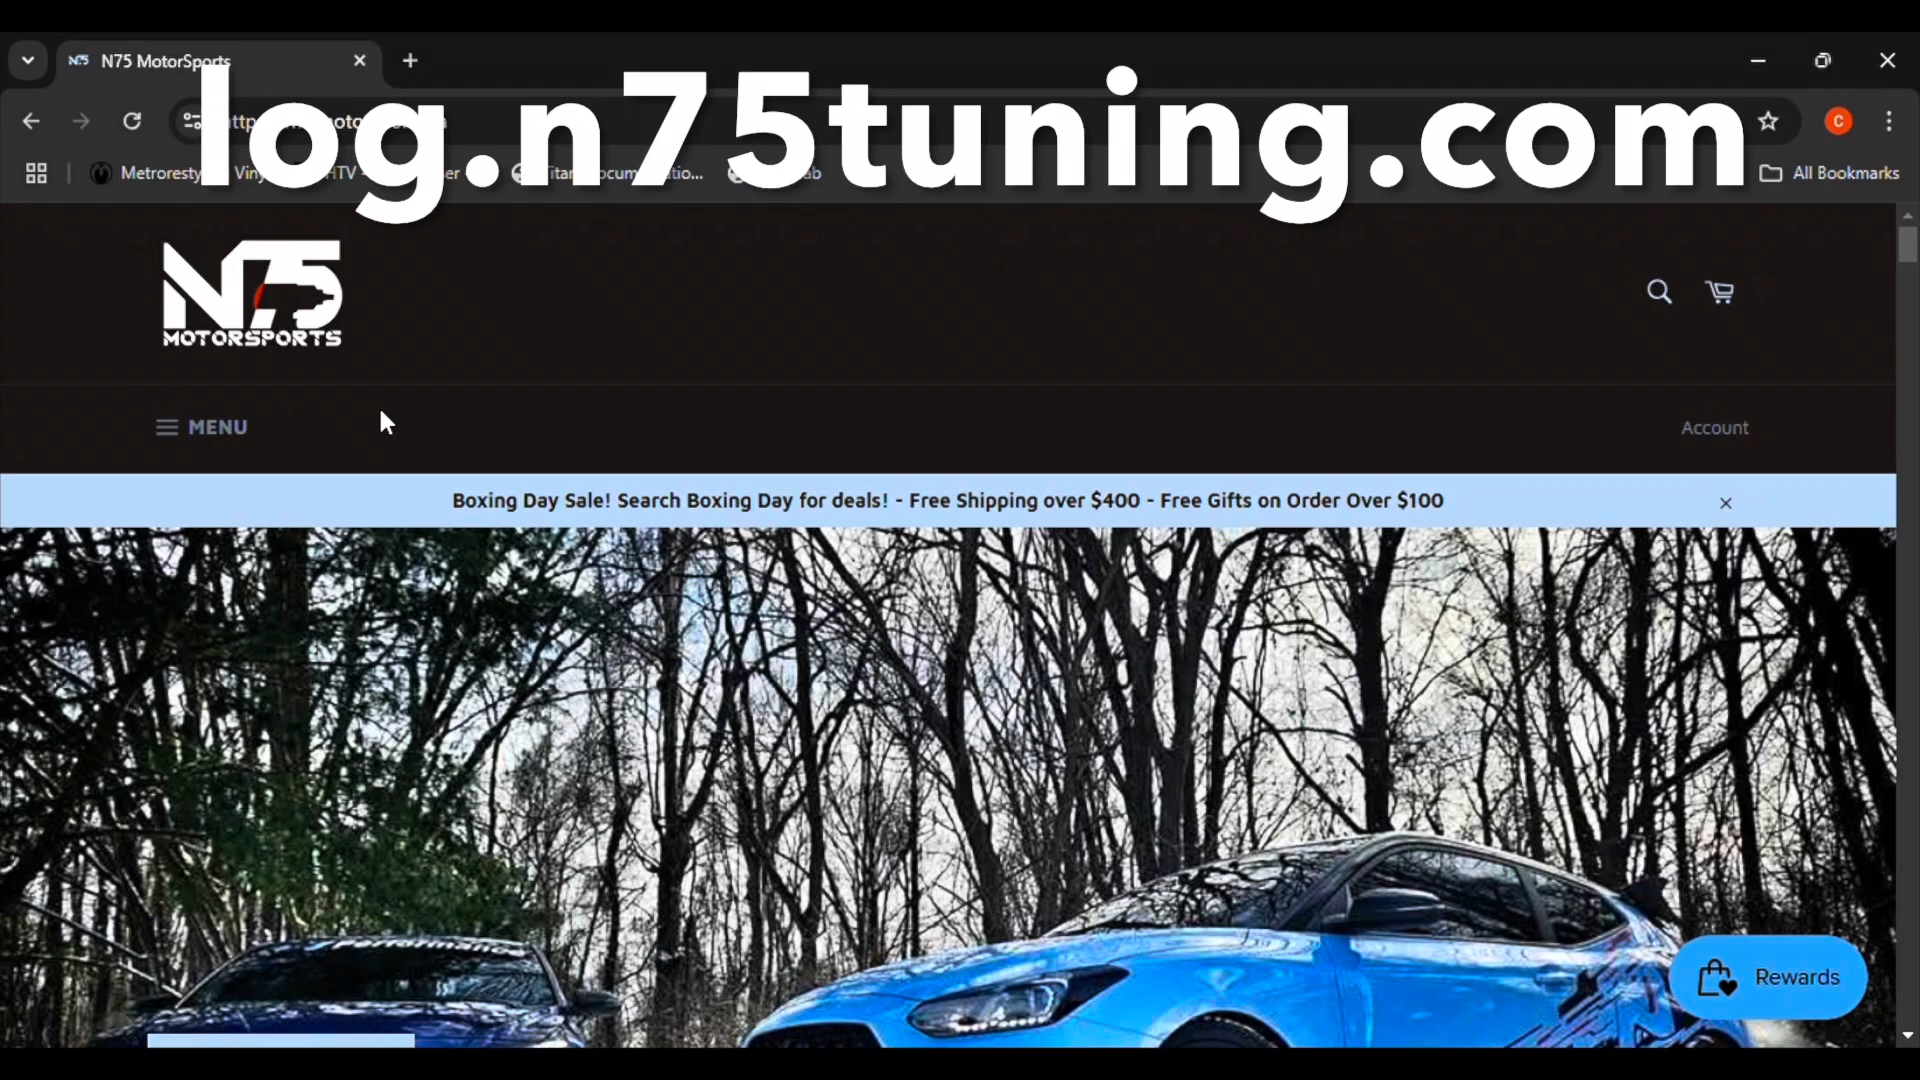 N75 MotorSports
log.n75tuning.com
All Bookmarks
N75
MOTORSPORTS
MENU
Account
Boxing Day Sale! Search Boxing Day for deals! - Free Shipping over $400 - Free Gifts on Order Over $100
Rewards